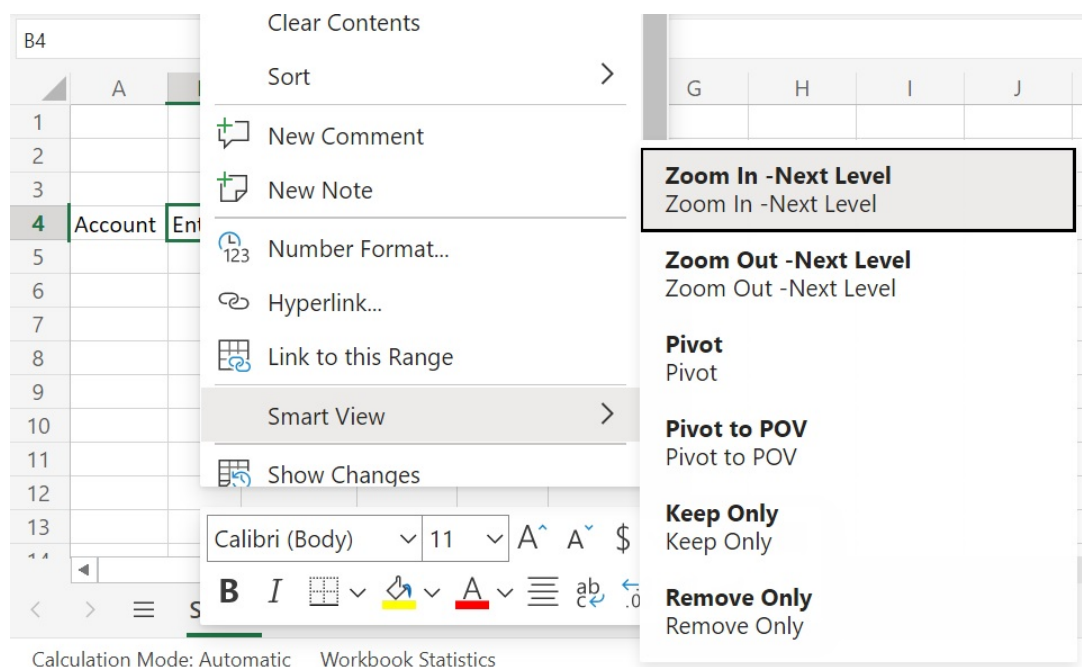 B4
Clear Contents
Sort
A
G H I J
1
New Comment
2
Zoom In -Next Level
Zoom In -Next Level
3
New Note
4 Account
5
Number Format...
123
Zoom Out -Next Level
Zoom Out -Next Level
6
Hyperlink...
7
Pivot
8
Link to this Range
Pivot
9
10
Smart View
Pivot to POV
11
Pivot to POV
Show Changes
12
13
Keep Only
Calibri (Body) 11 A A $
Keep Only
B I A ab
Remove Only
Remove Only
Calculation Mode: Automatic Workbook Statistics